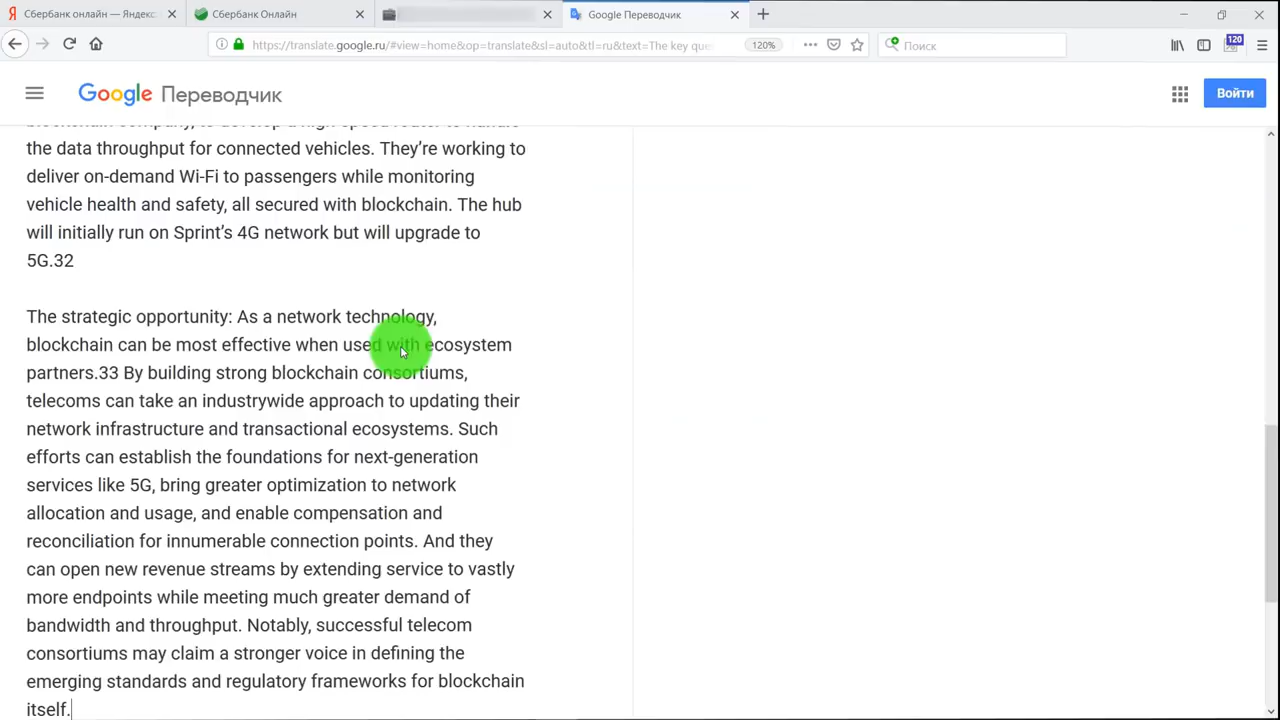 Сбербанк онлайн — Яндекс
Сбербанк Онлайн
Google Переводчик
https://translate.google.ru/#view=home&op=translate&sl=auto&tl=ru&text=The key que
120%
Поиск
120
Google Переводчик
Войти
blockchain company, to develop a high-speed router to handle
the data throughput for connected vehicles. They’re working to
deliver on-demand Wi-Fi to passengers while monitoring
vehicle health and safety, all secured with blockchain. The hub
will initially run on Sprint’s 4G network but will upgrade to
5G.32
The strategic opportunity: As a network technology,
blockchain can be most effective when used with ecosystem
partners.33 By building strong blockchain consortiums,
telecoms can take an industrywide approach to updating their
network infrastructure and transactional ecosystems. Such
efforts can establish the foundations for next-generation
services like 5G, bring greater optimization to network
allocation and usage, and enable compensation and
reconciliation for innumerable connection points. And they
can open new revenue streams by extending service to vastly
more endpoints while meeting much greater demand of
bandwidth and throughput. Notably, successful telecom
consortiums may claim a stronger voice in defining the
emerging standards and regulatory frameworks for blockchain
itself.